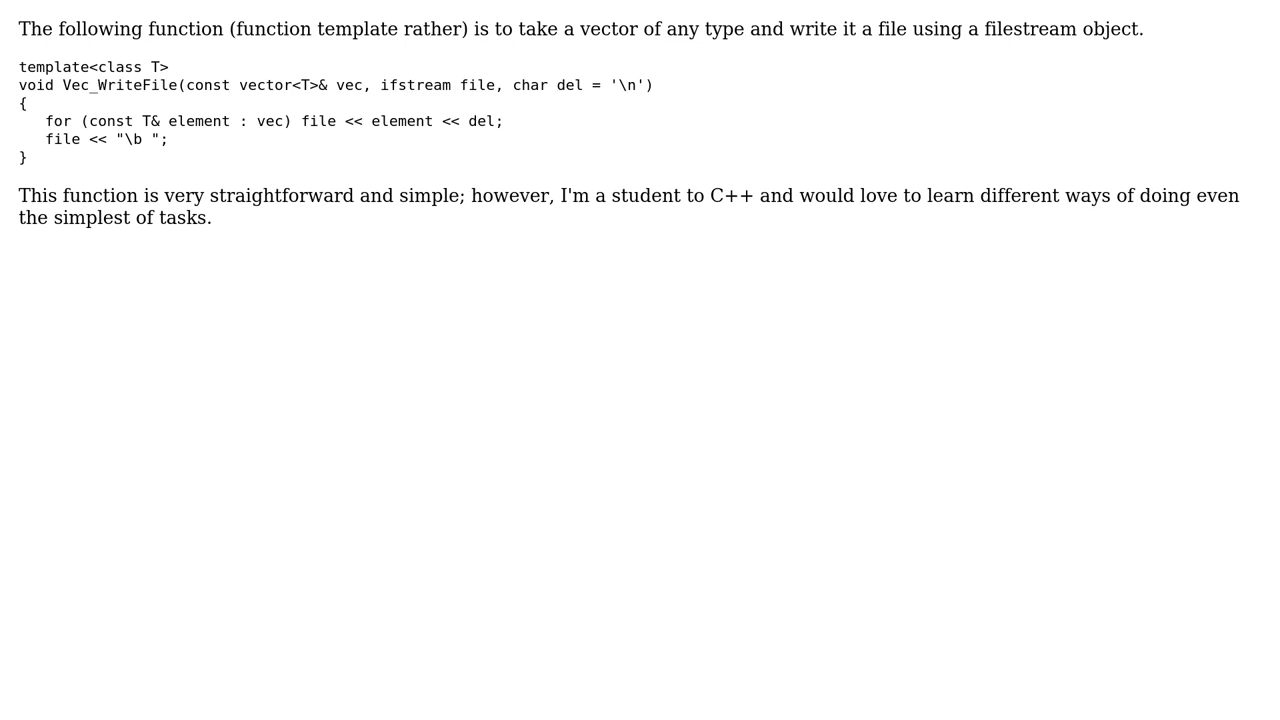 The following function (function template rather) is to take a vector of any type and write it a file using a filestream object.
template<class T>
void Vec_WriteFile(const vector<T>& vec, ifstream file, char del = '\n')
{
   for (const T& element : vec) file << element << del;
   file << "\b ";
}
This function is very straightforward and simple; however, I'm a student to C++ and would love to learn different ways of doing even
the simplest of tasks.